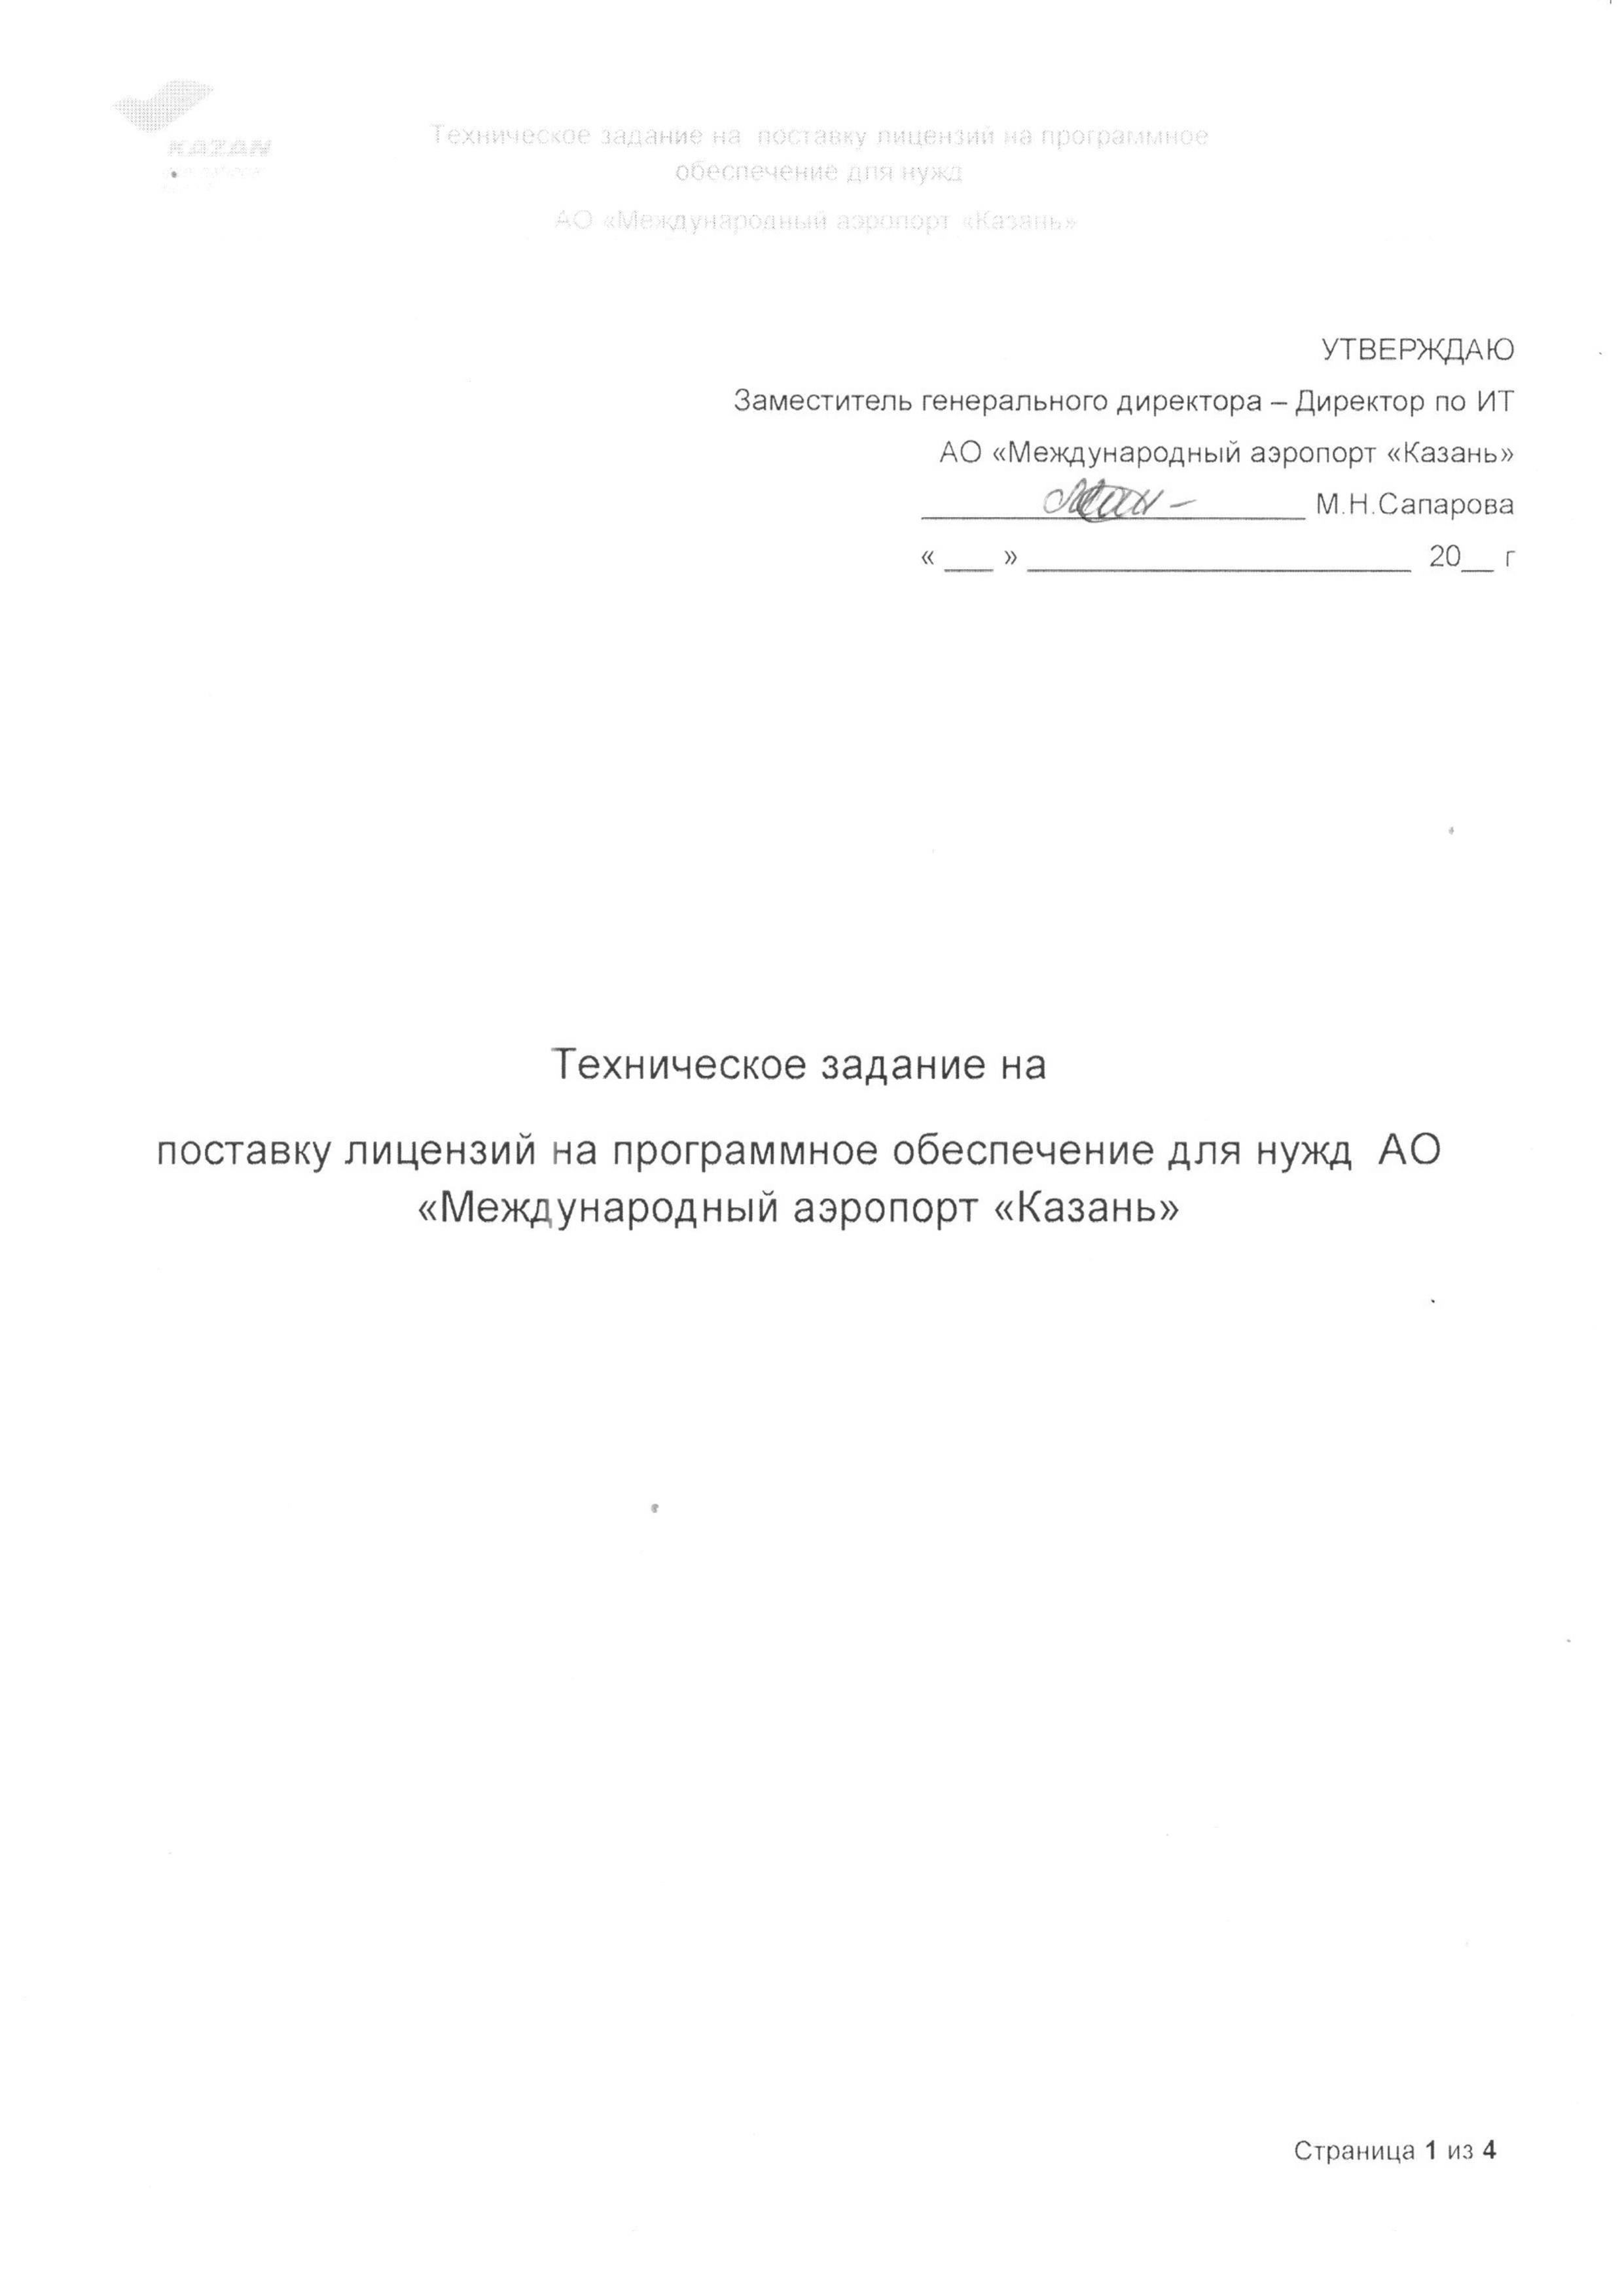 KAZAN
Техническое задание на поставку лицензий на программное
обеспечение для нужд
АО «Международный аэропорт «Казань»
УТВЕРЖДАЮ
Заместитель генерального директора – Директор по ИТ
АО «Международный аэропорт «Казань»
М.Н.Сапарова
« ___ » ________________________ 20__ г
Техническое задание на
поставку лицензий на программное обеспечение для нужд АО
«Международный аэропорт «Казань»
Страница 1 из 4